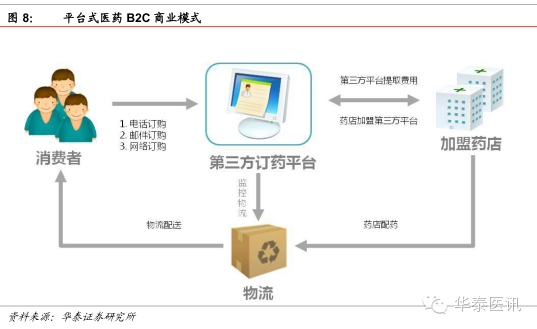 图 8： 平台式医药 B2C 商业模式
1. 电话订购
2. 邮件订购
3. 网络订购
第三方平台提取费用
药店加盟第三方平台
消费者
第三方订药平台
加盟药店
监控物流
物流配送
药店配药
物流
华泰医讯
资料来源：华泰证券研究所